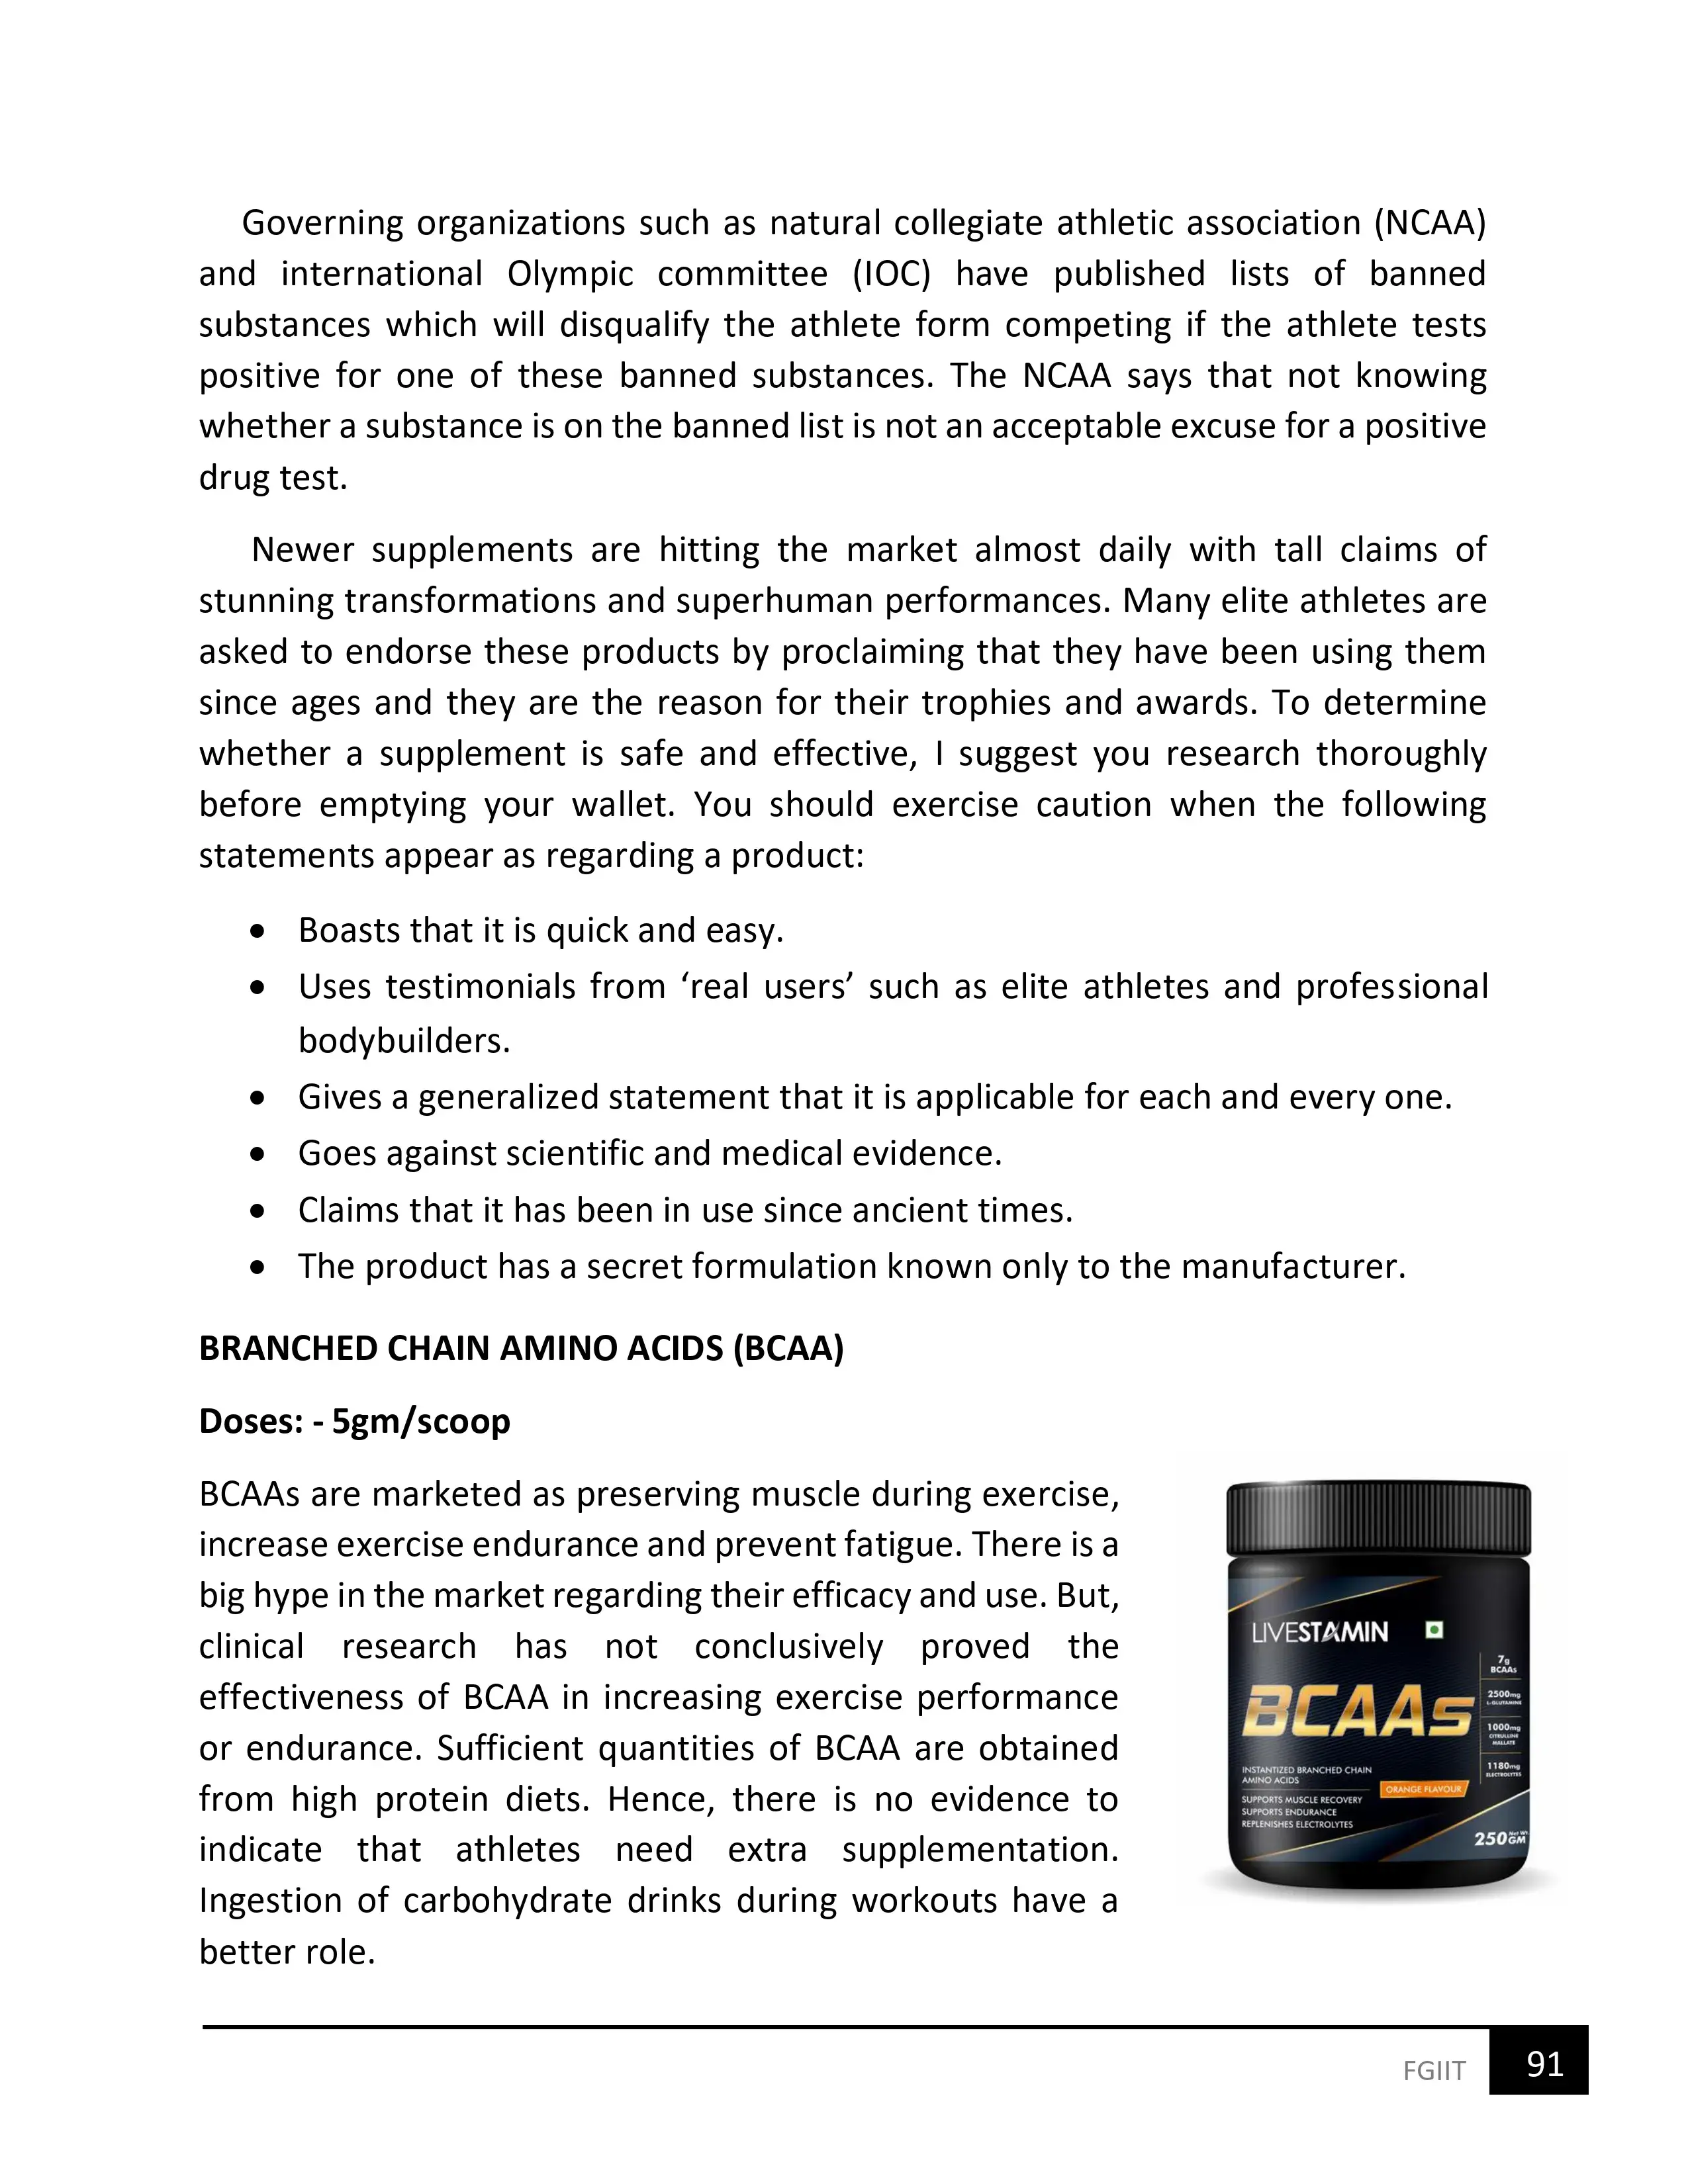 Governing organizations such as natural collegiate athletic association (NCAA)
and international Olympic committee (IOC) have published lists of banned
substances which will disqualify the athlete form competing if the athlete tests
positive for one of these banned substances. The NCAA says that not knowing
whether a substance is on the banned list is not an acceptable excuse for a positive
drug test.
Newer supplements are hitting the market almost daily with tall claims of
stunning transformations and superhuman performances. Many elite athletes are
asked to endorse these products by proclaiming that they have been using them
since ages and they are the reason for their trophies and awards. To determine
whether a supplement is safe and effective, I suggest you research thoroughly
before emptying your wallet. You should exercise caution when the following
statements appear as regarding a product:
• Boasts that it is quick and easy.
• Uses testimonials from ‘real users’ such as elite athletes and professional
bodybuilders.
• Gives a generalized statement that it is applicable for each and every one.
• Goes against scientific and medical evidence.
• Claims that it has been in use since ancient times.
• The product has a secret formulation known only to the manufacturer.
BRANCHED CHAIN AMINO ACIDS (BCAA)
Doses: - 5gm/scoop
BCAAs are marketed as preserving muscle during exercise,
increase exercise endurance and prevent fatigue. There is a
big hype in the market regarding their efficacy and use. But,
clinical research has not conclusively proved the
effectiveness of BCAA in increasing exercise performance
or endurance. Sufficient quantities of BCAA are obtained
from high protein diets. Hence, there is no evidence to
indicate that athletes need extra supplementation.
Ingestion of carbohydrate drinks during workouts have a
better role.
LIVESTAMIN
BCAAs
7g
BCAAs
2500mg
L-GLUTAMINE
1000mg
CITRULLINE
MALLATE
1180mg
ELECTROLYTES
INSTANTIZED BRANCHED CHAIN
AMINO ACIDS
ORANGE FLAVOUR
SUPPORTS MUSCLE RECOVERY
SUPPORTS ENDURANCE
REPLENISHES ELECTROLYTES
250 Net Wt.
GM
FGIIT 91